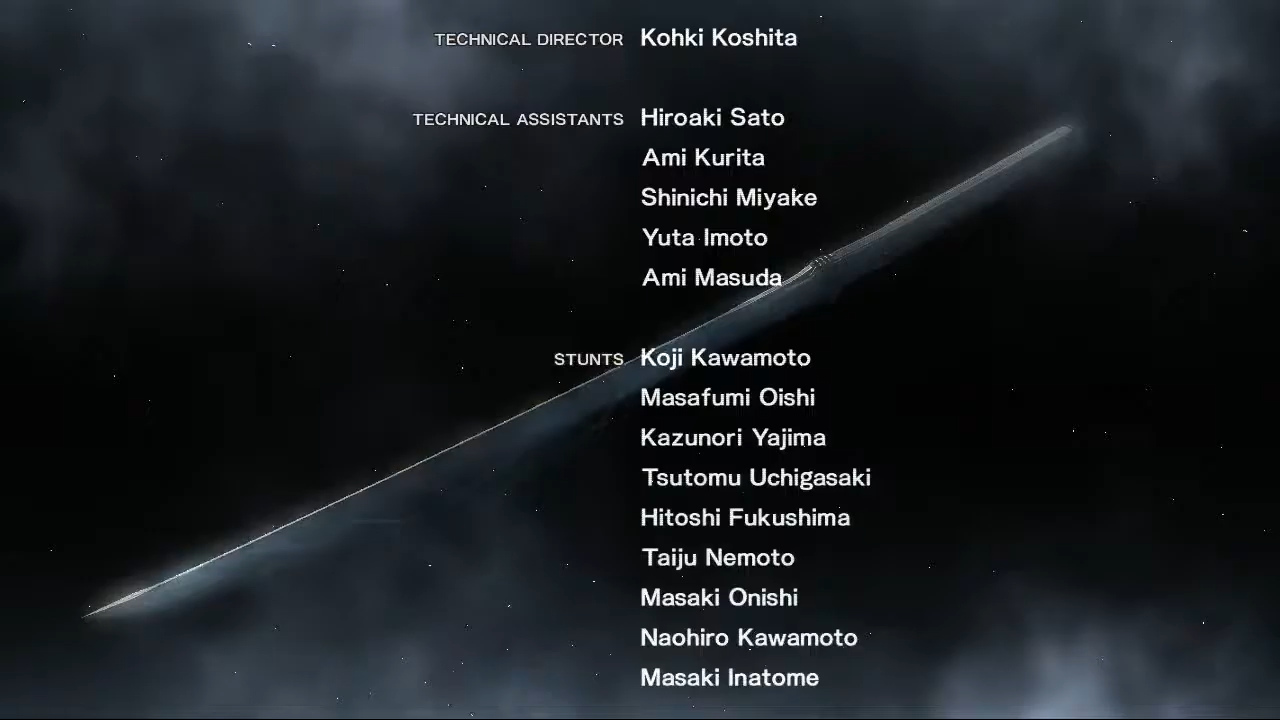 TECHNICAL DIRECTOR Kohki Koshita
TECHNICAL ASSISTANTS Hiroaki Sato
Ami Kurita
Shinichi Miyake
Yuta Imoto
Ami Masuda
STUNTS Koji Kawamoto
Masafumi Oishi
Kazunori Yajima
Tsutomu Uchigasaki
Hitoshi Fukushima
Taiju Nemoto
Masaki Onishi
Naohiro Kawamoto
Masaki Inatome